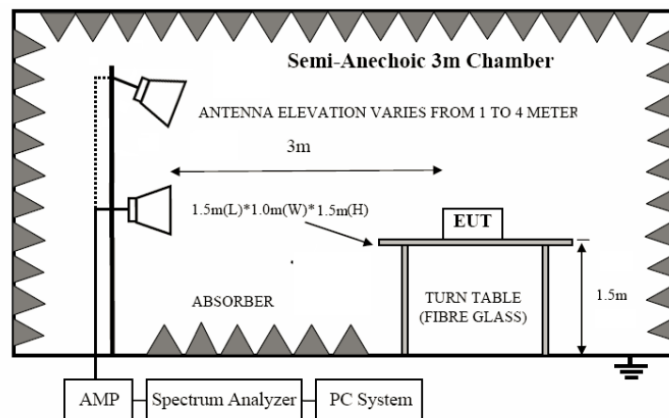 Semi-Anechoic 3m Chamber
ANTENNA ELEVATION VARIES FROM 1 TO 4 METER
3m
1.5m(L)*1.0m(W)*1.5m(H)
EUT
ABSORBER
TURN TABLE
(FIBRE GLASS)
1.5m
AMP
Spectrum Analyzer
PC System